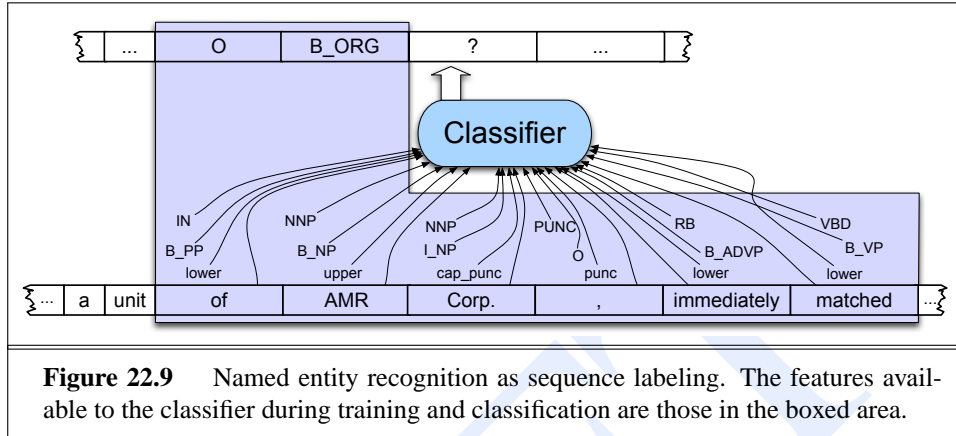 ... O B_ORG ? ...
Classifier
IN NNP NNP PUNC RB VBD
B_PP B_NP I_NP O B_ADVP B_VP
lower upper cap_punc punc lower lower
... a unit of AMR Corp. , immediately matched ...
Figure 22.9 Named entity recognition as sequence labeling. The features avail-
able to the classifier during training and classification are those in the boxed area.